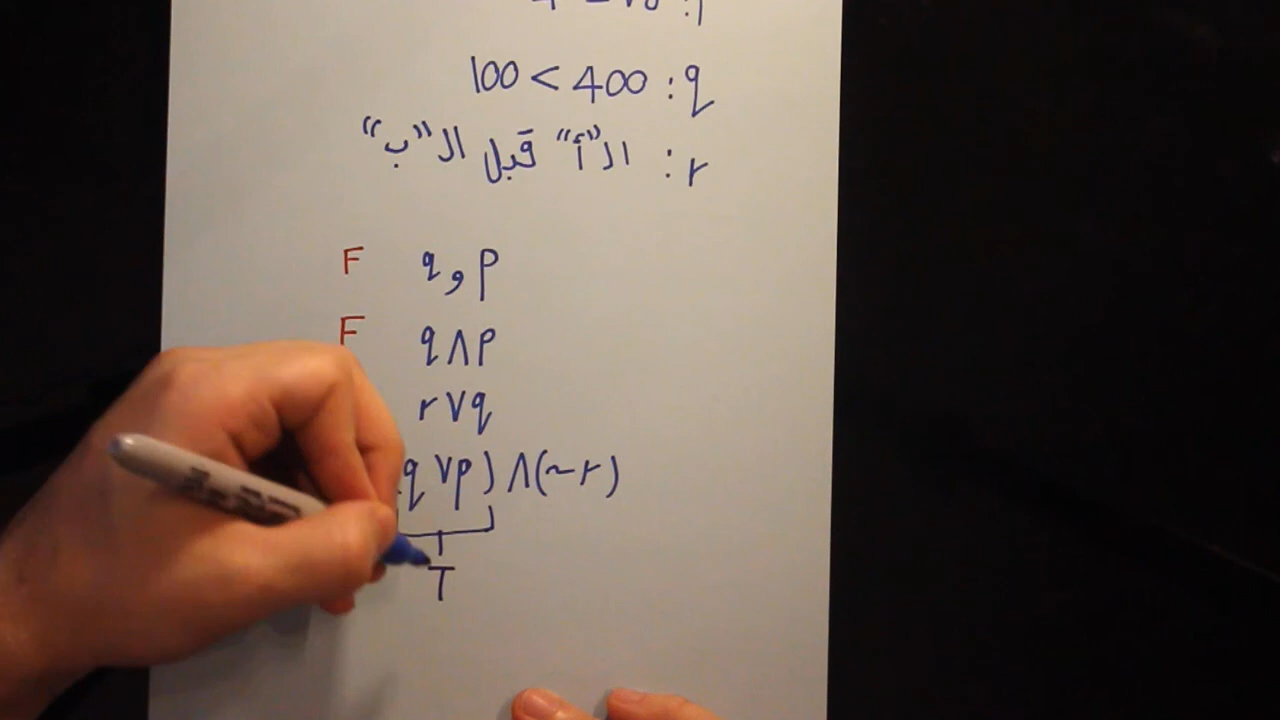 q: 100 < 400
r: الـ"أ" قبل الـ"ب"
q و p F
q ∧ p F
r ∨ q
(q ∨ p) ∧ (~r)
T